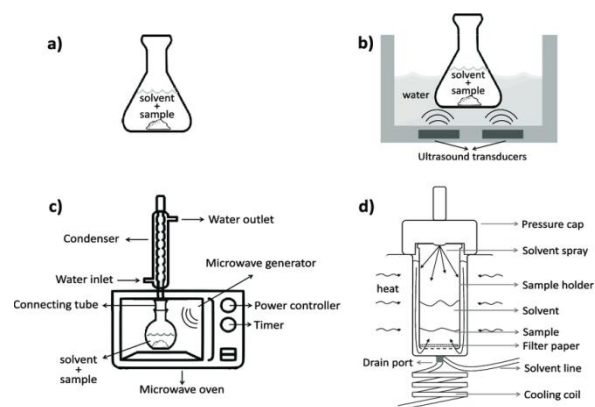 a)
solvent
+
sample
b)
water
solvent
+
sample
Ultrasound transducers
c)
Water outlet
Condenser
Water inlet
Microwave generator
Connecting tube
Power controller
Timer
solvent
+
sample
Microwave oven
d)
Pressure cap
Solvent spray
heat
Sample holder
Solvent
Sample
Filter paper
Drain port
Solvent line
Cooling coil